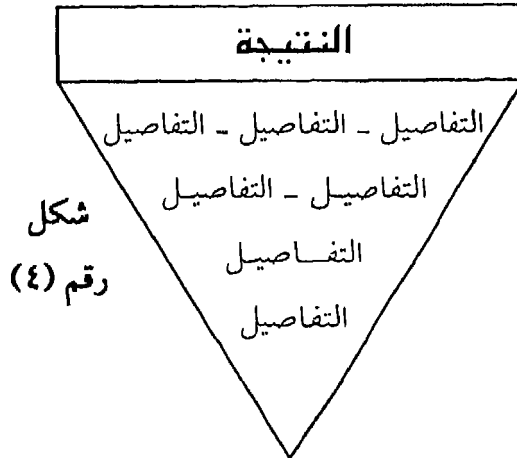 النتيجة
التفاصيل - التفاصيل - التفاصيل
التفاصيل - التفاصيل
التفاصيل
التفاصيل
شكل
رقم (٤)